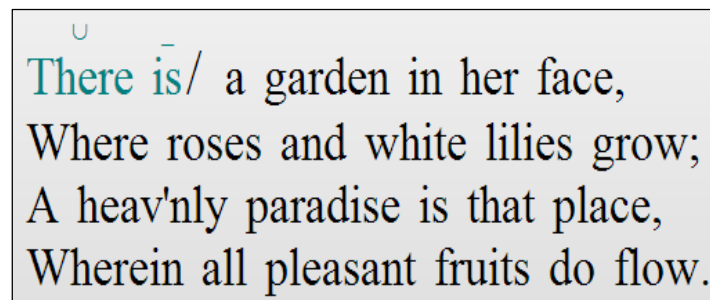 There is/ a garden in her face,
Where roses and white lilies grow;
A heav'nly paradise is that place,
Wherein all pleasant fruits do flow.